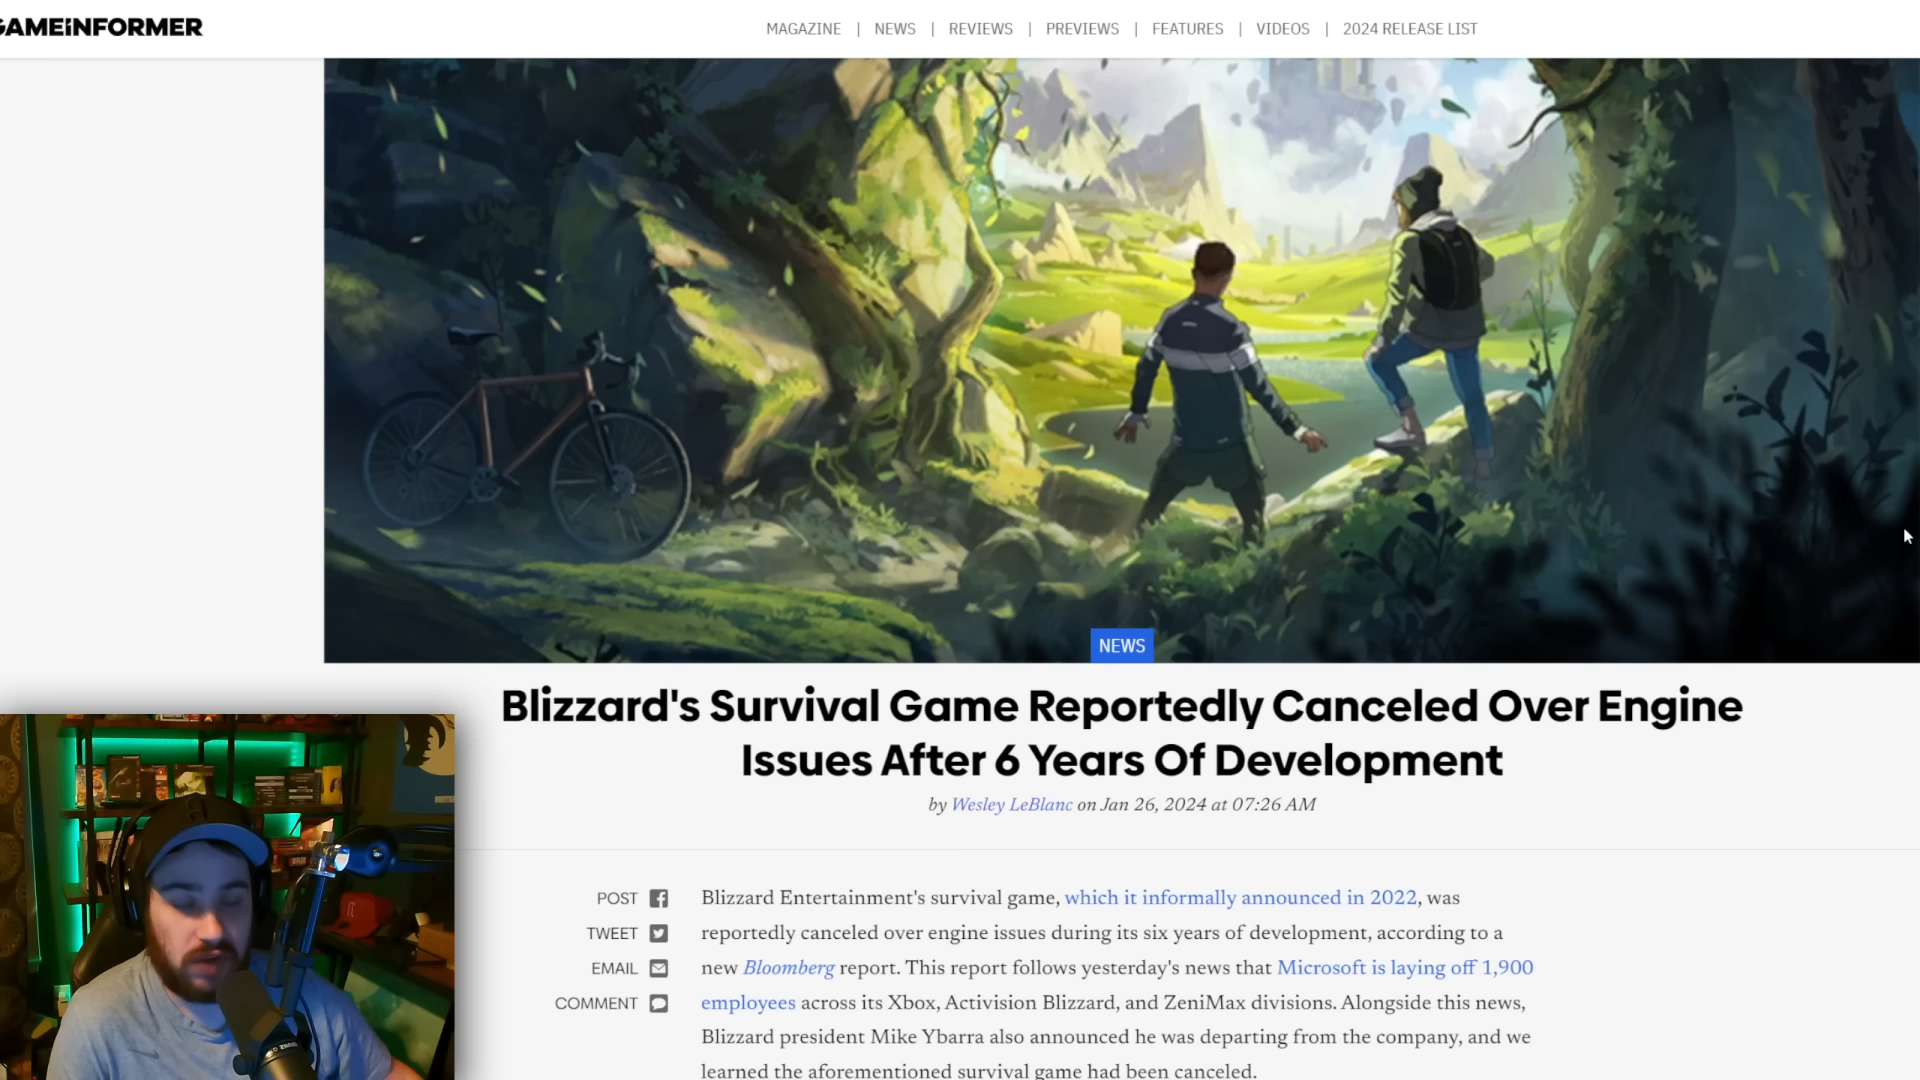 GAMEINFORMER
MAGAZINE | NEWS | REVIEWS | PREVIEWS | FEATURES | VIDEOS | 2024 RELEASE LIST
NEWS
Blizzard's Survival Game Reportedly Canceled Over Engine
Issues After 6 Years Of Development
by Wesley LeBlanc on Jan 26, 2024 at 07:26 AM
POST
TWEET
EMAIL
COMMENT
Blizzard Entertainment's survival game, which it informally announced in 2022, was
reportedly canceled over engine issues during its six years of development, according to a
new Bloomberg report. This report follows yesterday's news that Microsoft is laying off 1,900
employees across its Xbox, Activision Blizzard, and ZeniMax divisions. Alongside this news,
Blizzard president Mike Ybarra also announced he was departing from the company, and we
learned the aforementioned survival game had been canceled.